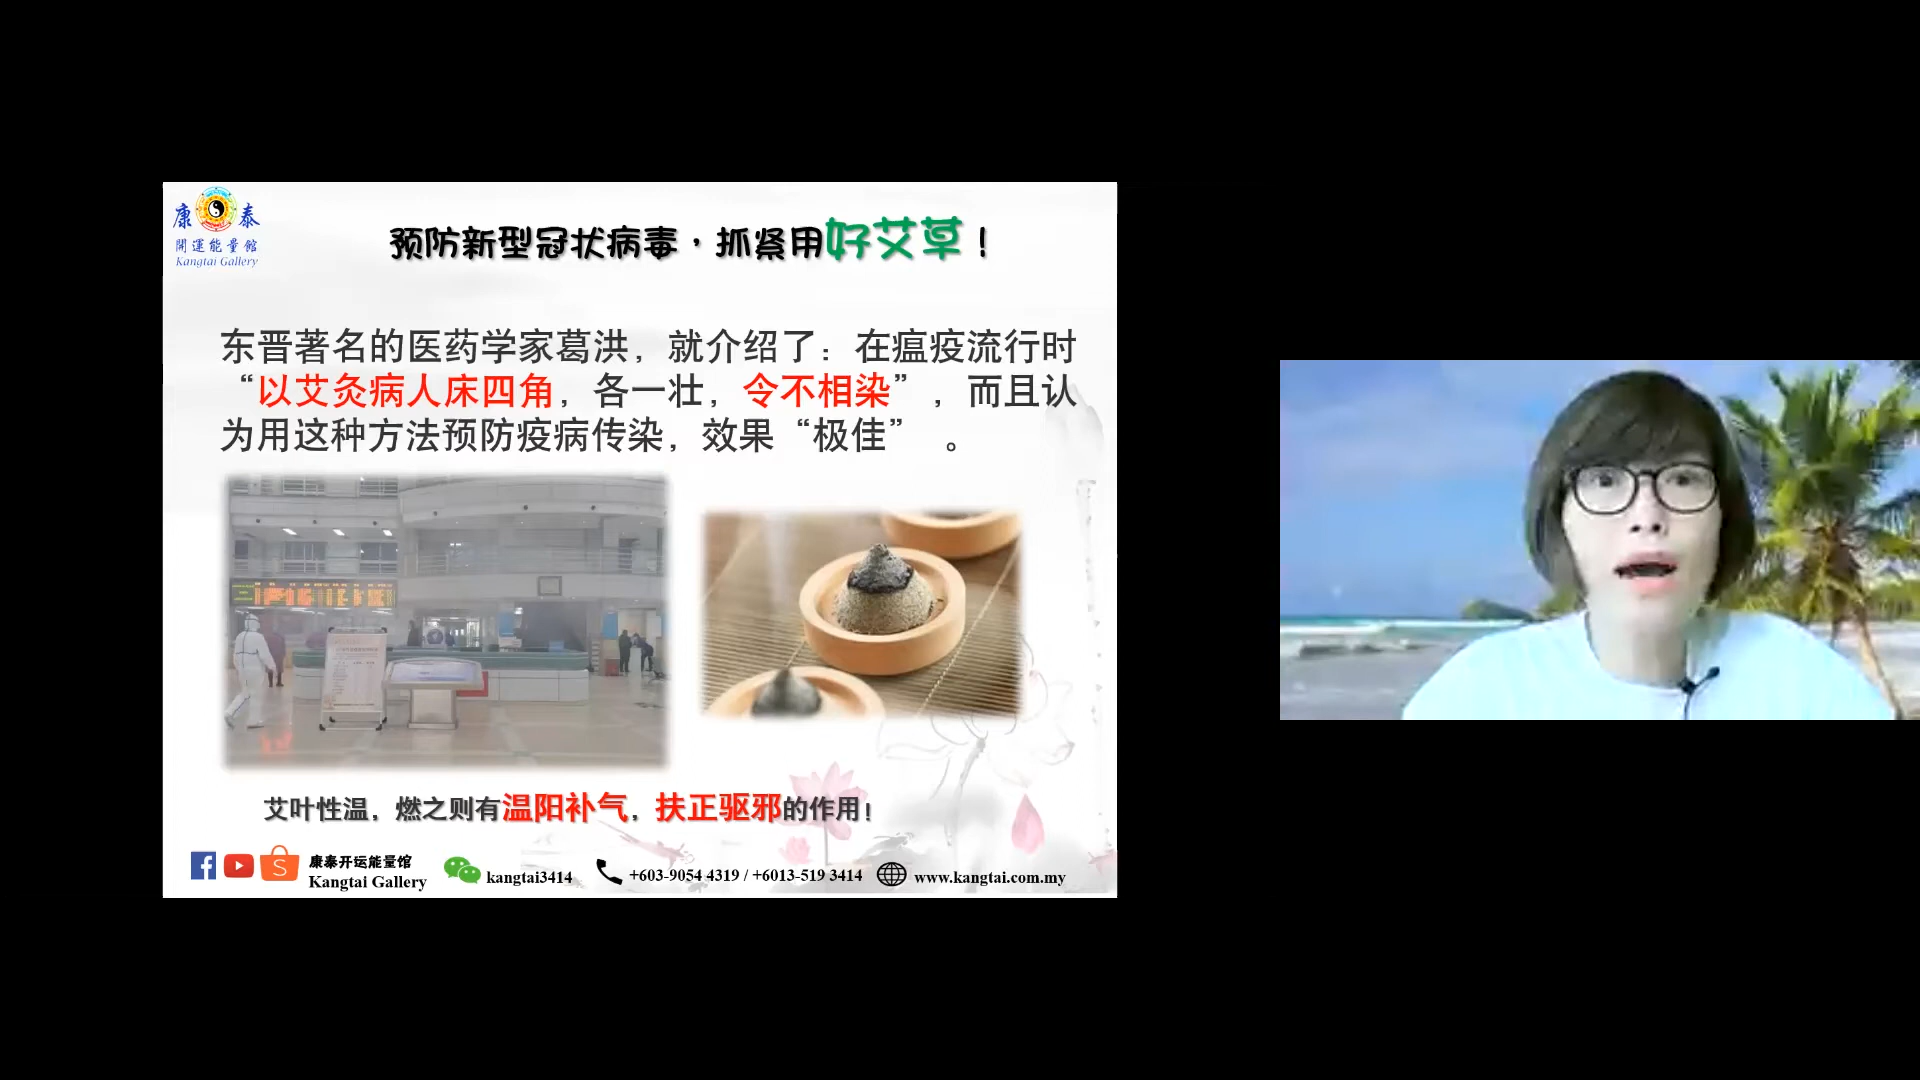 康 泰
開運能量館
Kangtai Gallery
预防新型冠状病毒，抓紧用好艾草！
东晋著名的医药学家葛洪，就介绍了：在瘟疫流行时
“以艾灸病人床四角，各一壮，令不相染”，而且认
为用这种方法预防疫病传染，效果“极佳”。
艾叶性温，燃之则有温阳补气，扶正驱邪的作用！
康泰开运能量馆
Kangtai Gallery
kangtai3414
+603-9054 4319 / +6013-519 3414
www.kangtai.com.my